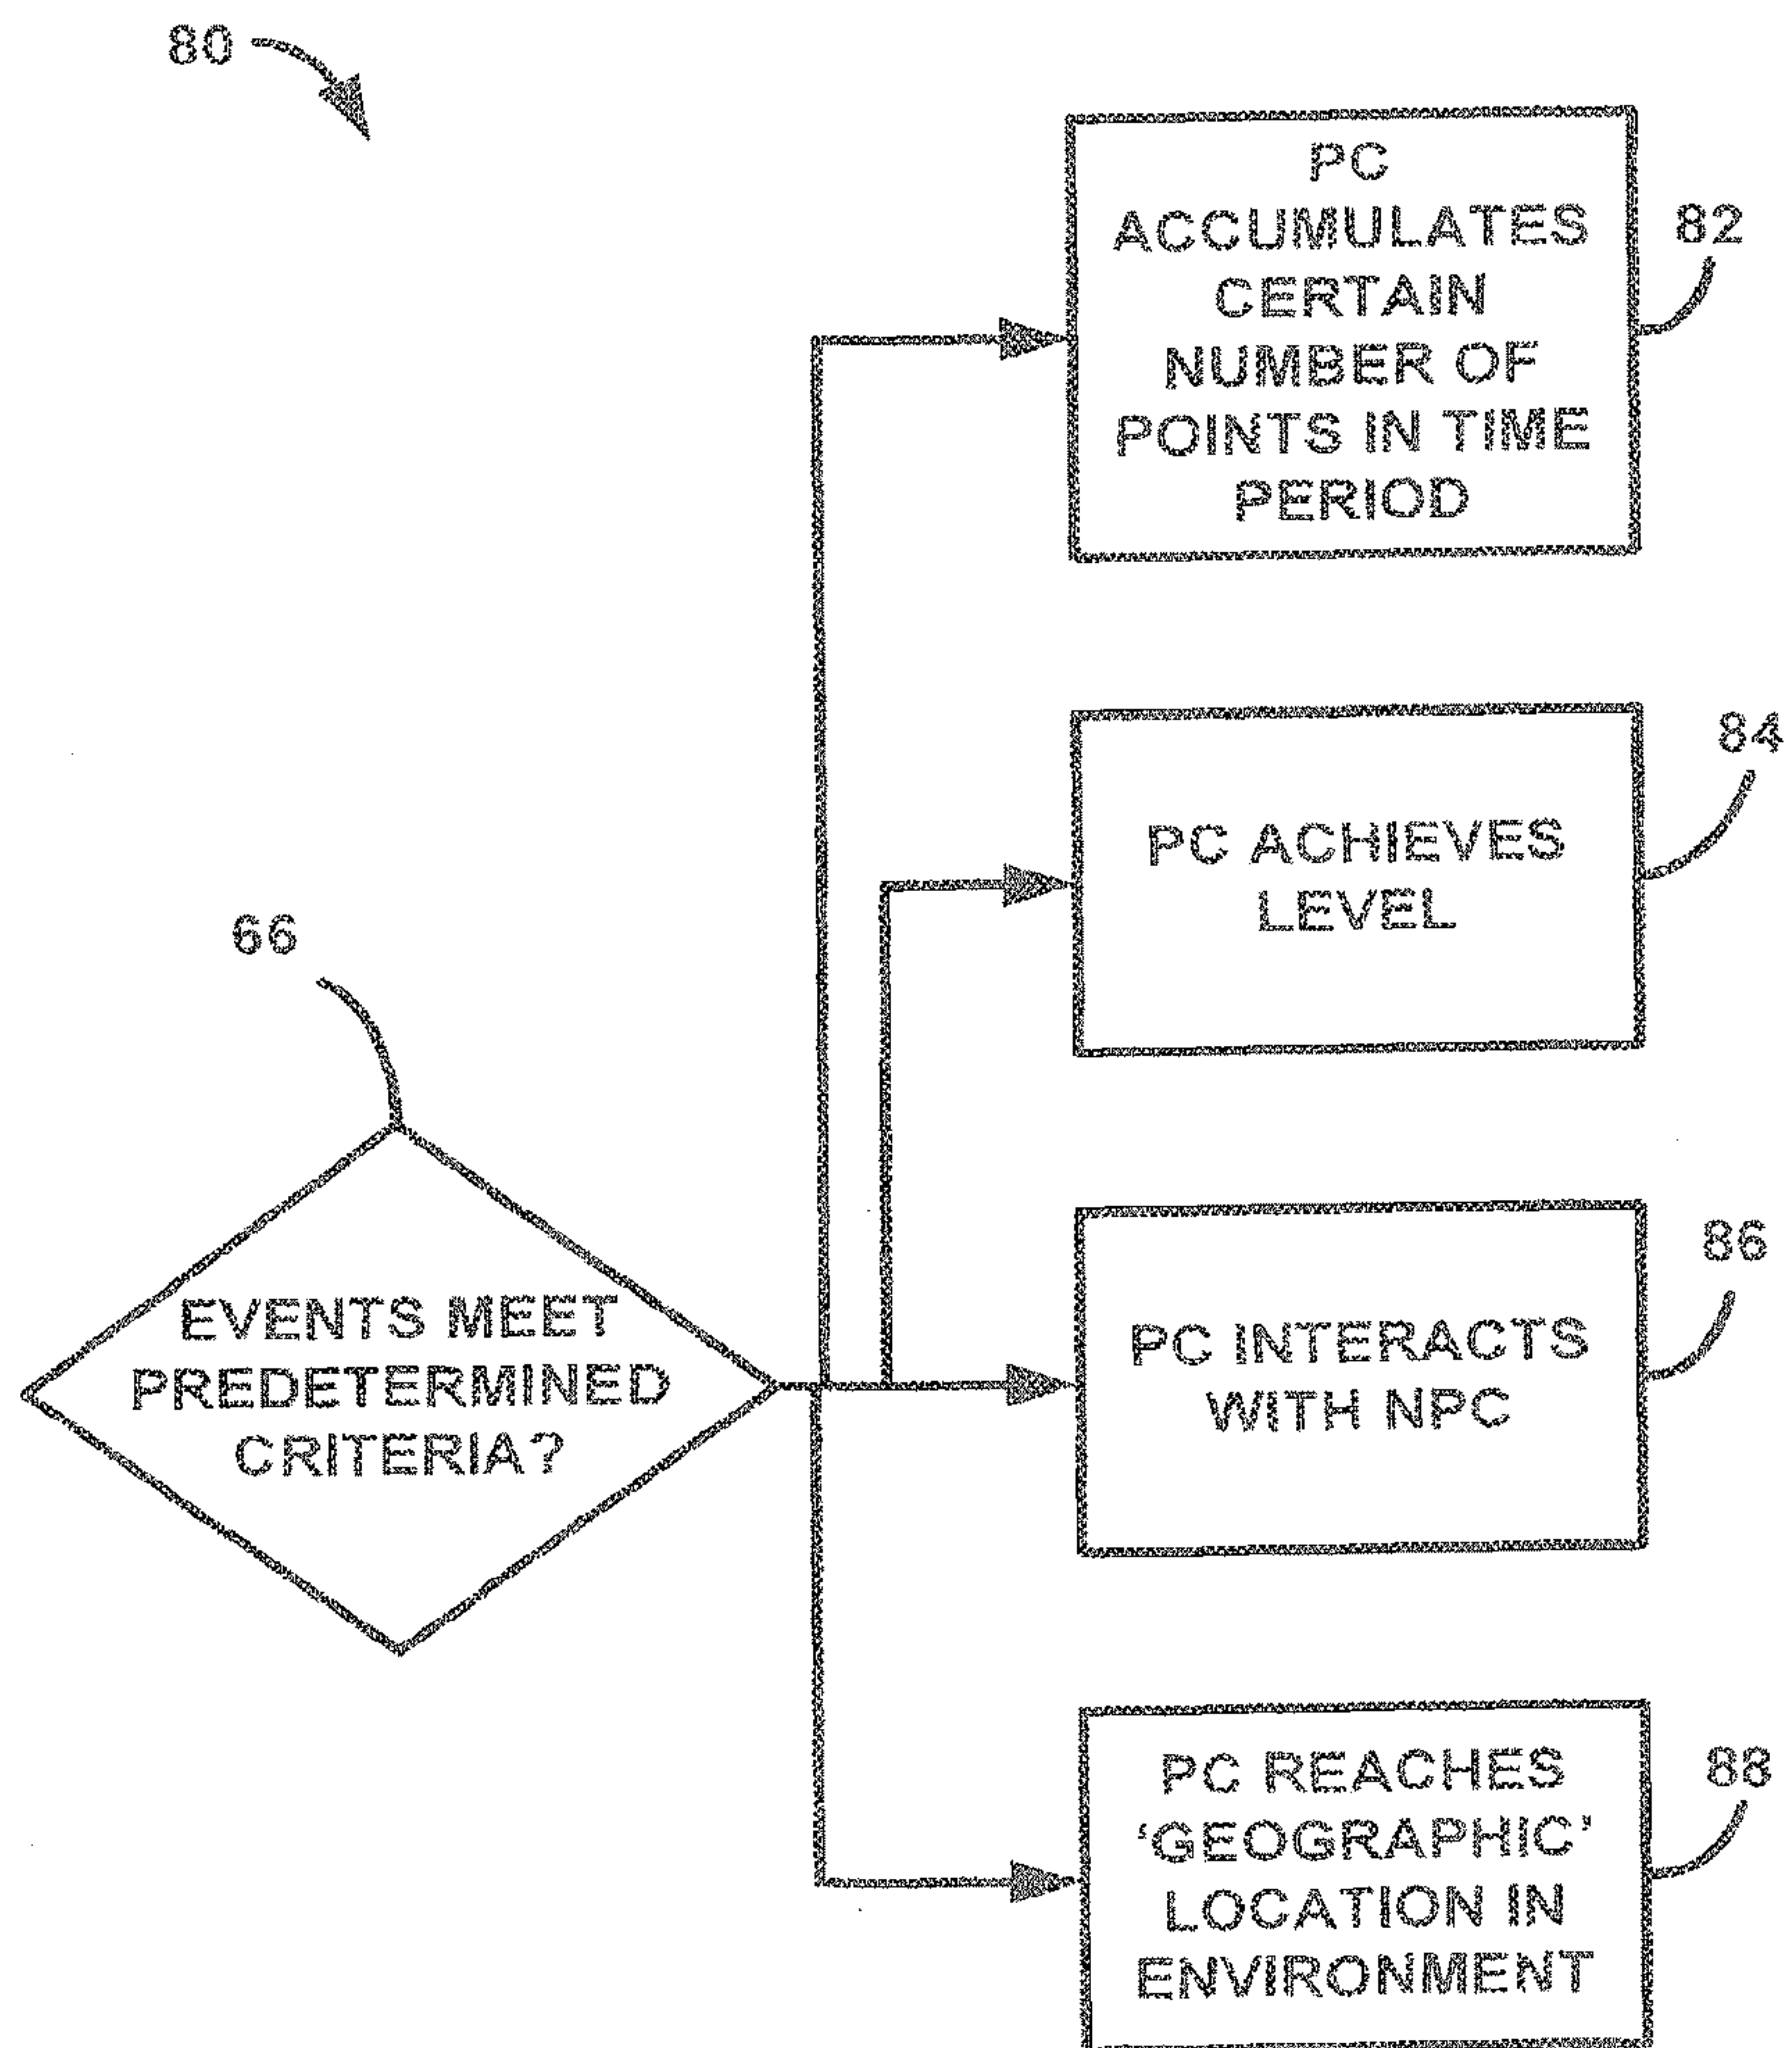 80
PC
ACCUMULATES
CERTAIN
NUMBER OF
POINTS IN TIME
PERIOD
82
PC ACHIEVES
LEVEL
84
66
EVENTS MEET
PREDETERMINED
CRITERIA?
PC INTERACTS
WITH NPC
86
PC REACHES
‘GEOGRAPHIC’
LOCATION IN
ENVIRONMENT
88